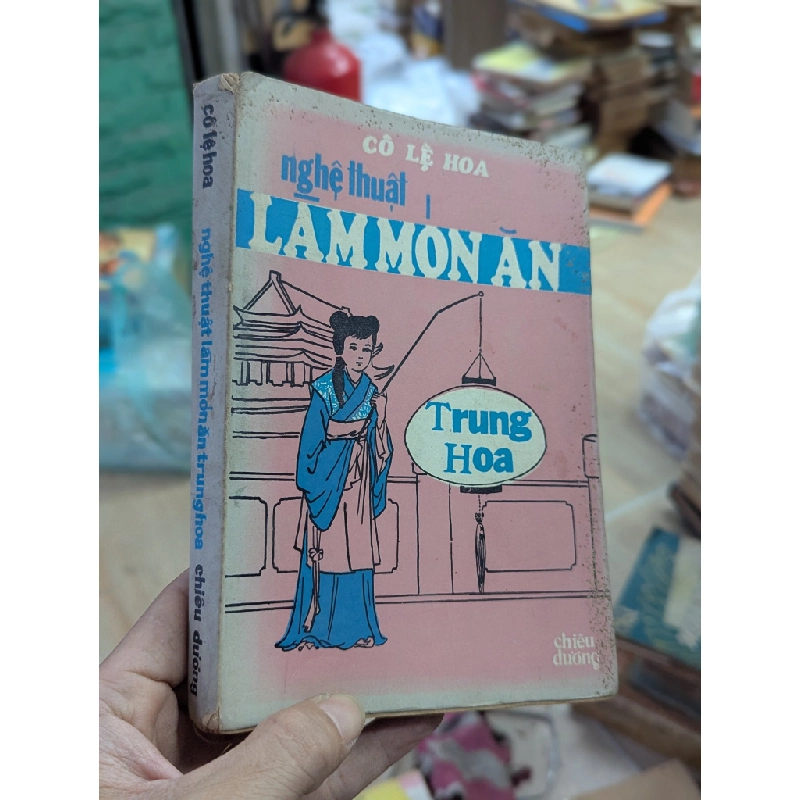 cô lệ hoa nghệ thuật làm món ăn trung hoa chiêu dương
CÔ LỆ HOA
nghệ thuật
LÀM MÓN ĂN
Trung
Hoa
chiêu
dương